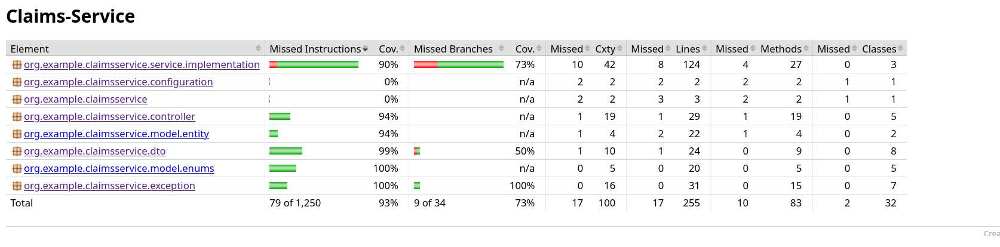 Claims-Service
Element Missed Instructions Cov. Missed Branches Cov. Missed Cxty Missed Lines Missed Methods Missed Classes
org.example.claimsservice.service.implementation 90% 73% 10 42 8 124 4 27 0 3
org.example.claimsservice.configuration 0% n/a 2 2 2 2 2 2 1 1
org.example.claimsservice 0% n/a 2 2 3 3 2 2 1 1
org.example.claimsservice.controller 94% n/a 1 19 1 29 1 19 0 5
org.example.claimsservice.model.entity 94% n/a 1 4 2 22 1 4 0 2
org.example.claimsservice.dto 99% 50% 1 10 1 24 0 9 0 8
org.example.claimsservice.model.enums 100% n/a 0 5 0 20 0 5 0 5
org.example.claimsservice.exception 100% 100% 0 16 0 31 0 15 0 7
Total 79 of 1,250 93% 9 of 34 73% 17 100 17 255 10 83 2 32
Crea